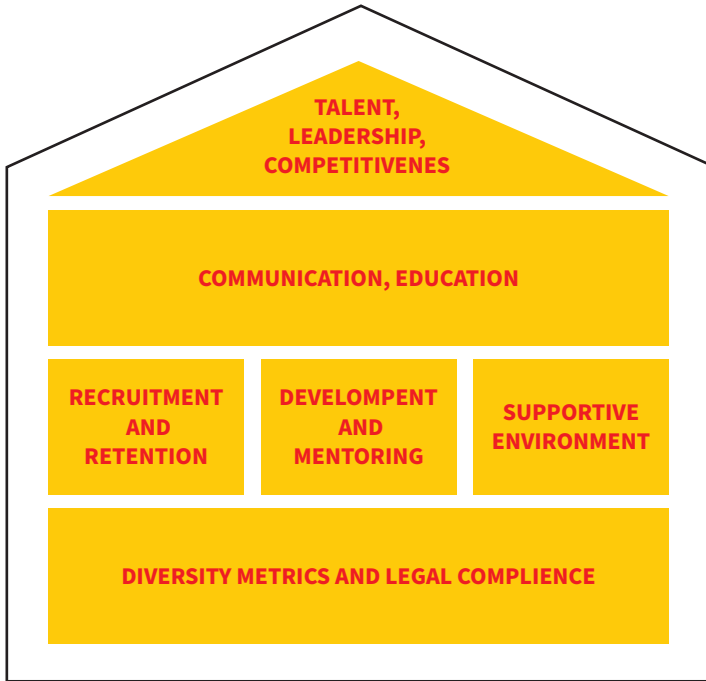 TALENT,
LEADERSHIP,
COMPETITIVENES
COMMUNICATION, EDUCATION
RECRUITMENT
AND
RETENTION
DEVELOMPENT
AND
MENTORING
SUPPORTIVE
ENVIRONMENT
DIVERSITY METRICS AND LEGAL COMPLIENCE